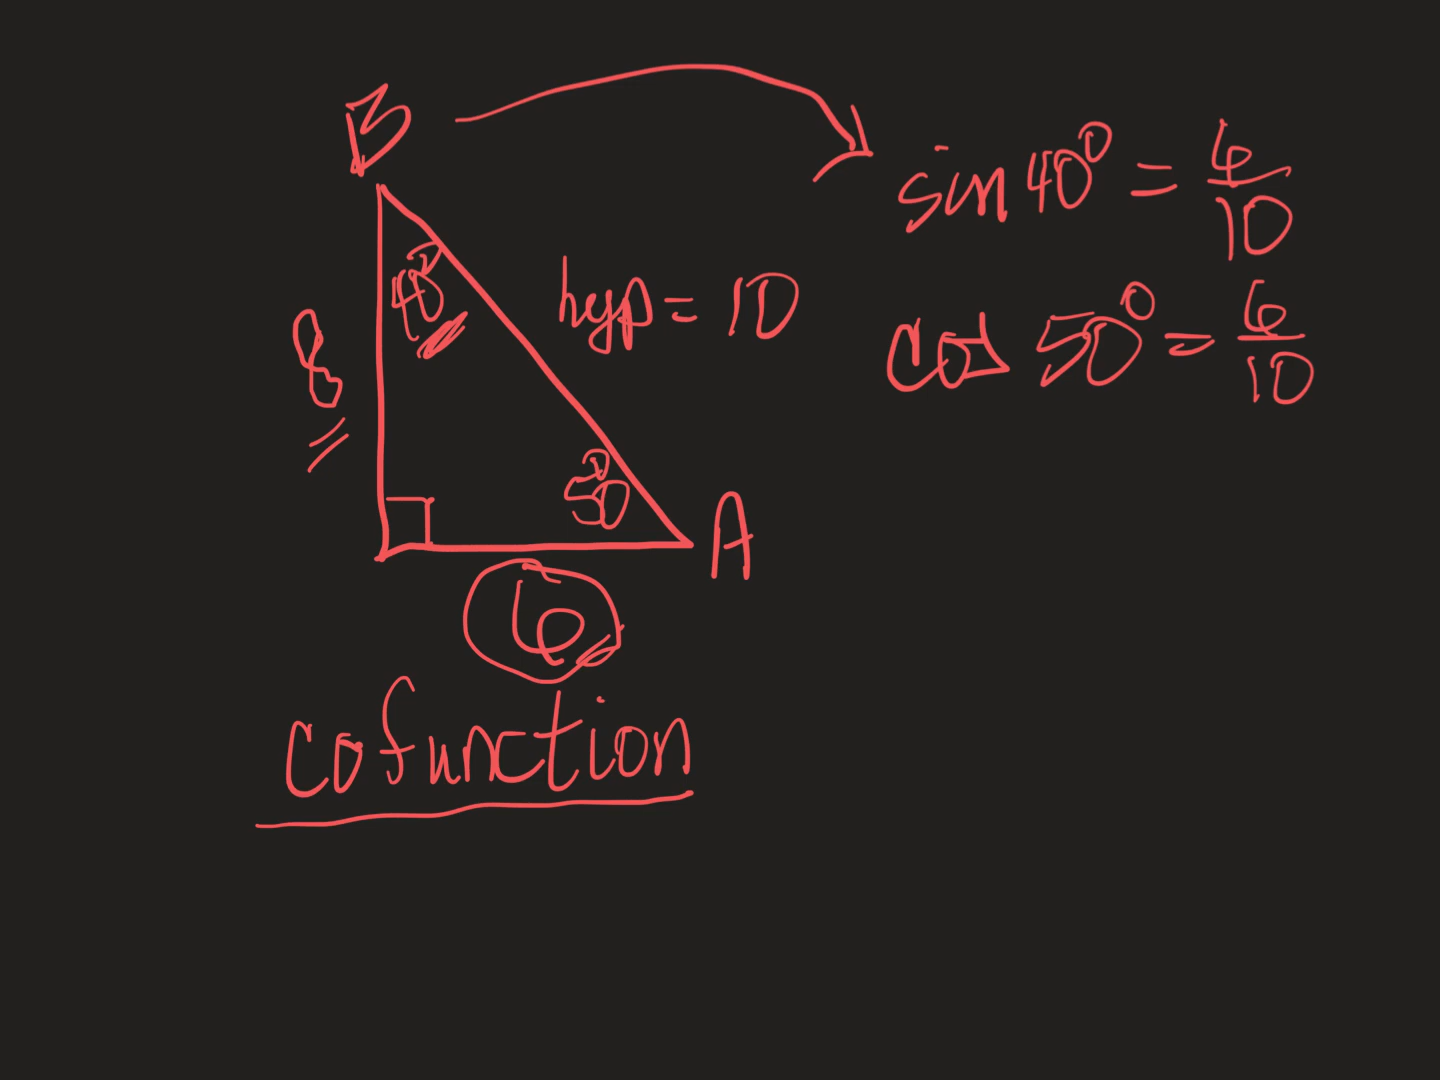 B
sin 40° = 6/10
40°
hyp = 10
cos 50° = 6/10
8
50°
A
6
cofunction